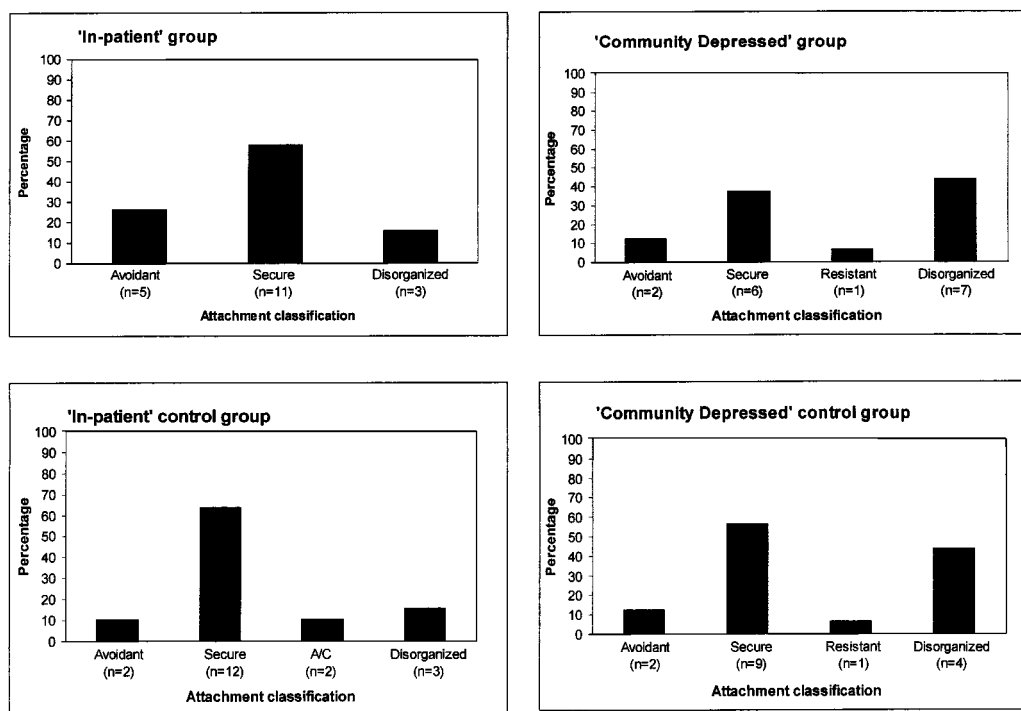 'In-patient' group
100
90
80
70
60
50
40
30
20
10
0
Percentage
Avoidant Secure Disorganized
(n=5) (n=11) (n=3)
Attachment classification
'Community Depressed' group
100
90
80
70
60
50
40
30
20
10
0
Percentage
Avoidant Secure Resistant Disorganized
(n=2) (n=6) (n=1) (n=7)
Attachment classification
'In-patient' control group
100
90
80
70
60
50
40
30
20
10
0
Percentage
Avoidant Secure A/C Disorganized
(n=2) (n=12) (n=2) (n=3)
Attachment classification
'Community Depressed' control group
100
90
80
70
60
50
40
30
20
10
0
Percentage
Avoidant Secure Resistant Disorganized
(n=2) (n=9) (n=1) (n=4)
Attachment classification